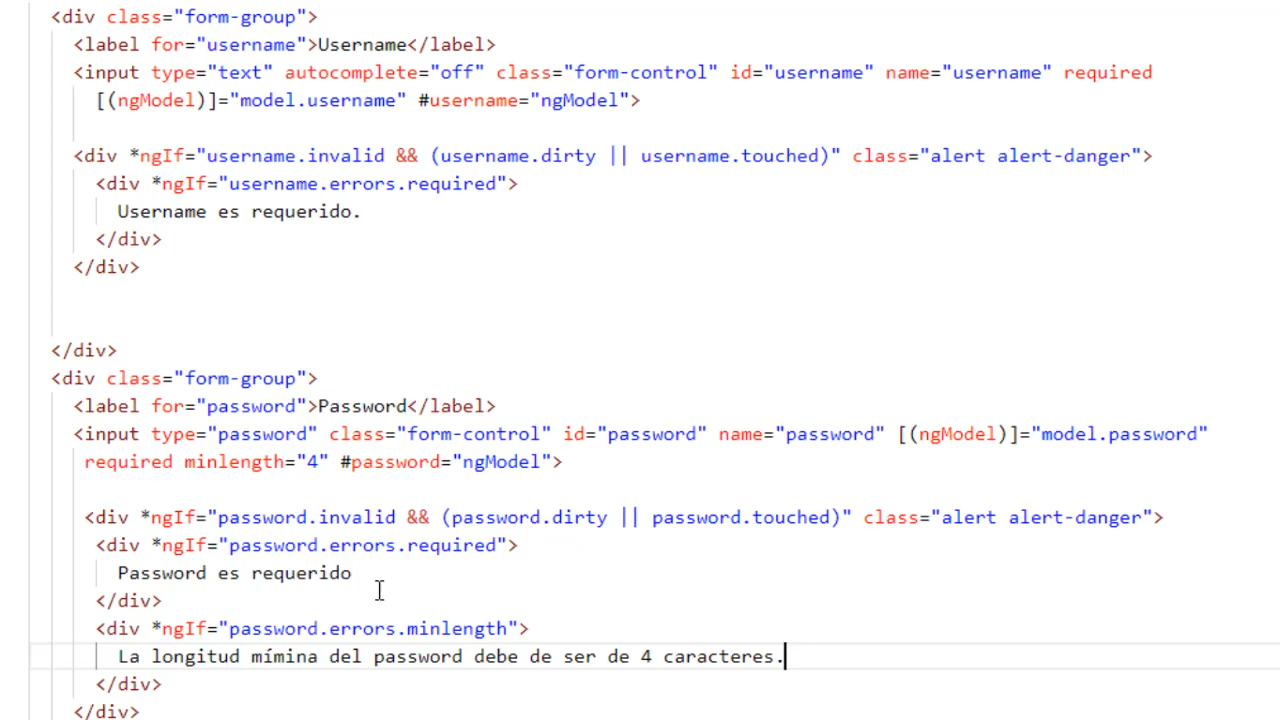 <div class="form-group">
<label for="username">Username</label>
<input type="text" autocomplete="off" class="form-control" id="username" name="username" required
[(ngModel)]="model.username" #username="ngModel">
<div *ngIf="username.invalid && (username.dirty || username.touched)" class="alert alert-danger">
<div *ngIf="username.errors.required">
Username es requerido.
</div>
</div>
</div>
<div class="form-group">
<label for="password">Password</label>
<input type="password" class="form-control" id="password" name="password" [(ngModel)]="model.password"
required minlength="4" #password="ngModel">
<div *ngIf="password.invalid && (password.dirty || password.touched)" class="alert alert-danger">
<div *ngIf="password.errors.required">
Password es requerido
</div>
<div *ngIf="password.errors.minlength">
La longitud mímina del password debe de ser de 4 caracteres.
</div>
</div>